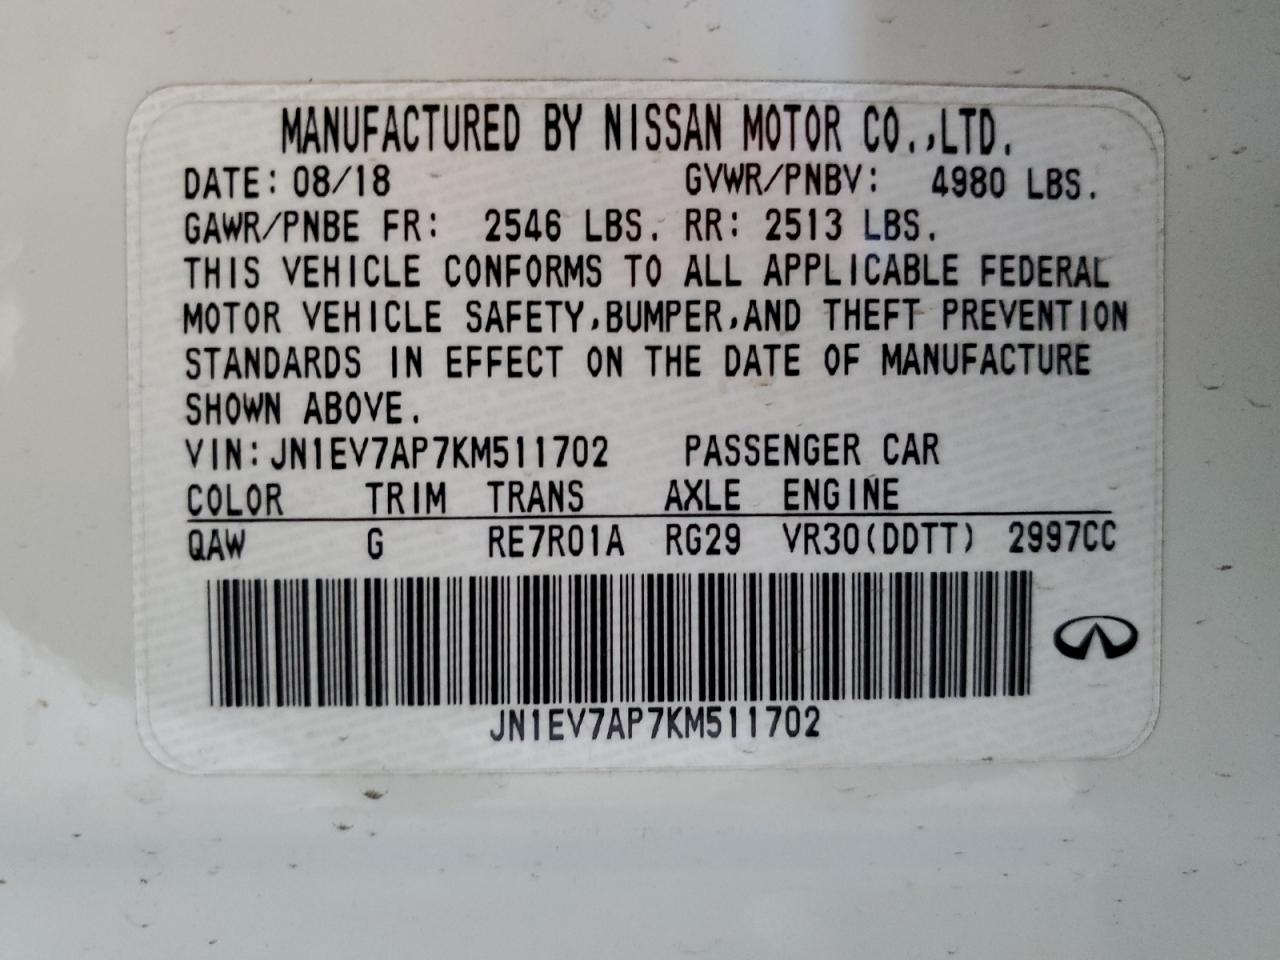 MANUFACTURED BY NISSAN MOTOR CO.,LTD.
DATE: 08/18 GVWR/PNBV: 4980 LBS.
GAWR/PNBE FR: 2546 LBS. RR: 2513 LBS.
THIS VEHICLE CONFORMS TO ALL APPLICABLE FEDERAL
MOTOR VEHICLE SAFETY,BUMPER,AND THEFT PREVENTION
STANDARDS IN EFFECT ON THE DATE OF MANUFACTURE
SHOWN ABOVE.
VIN:JN1EV7AP7KM511702 PASSENGER CAR
COLOR TRIM TRANS AXLE ENGINE
QAW G RE7R01A RG29 VR30(DDTT) 2997CC
JN1EV7AP7KM511702